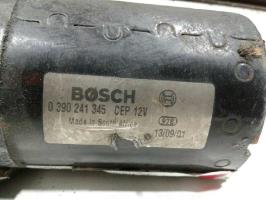 BOSCH
0 390 241 345 CEP 12V
Made in South Africa
13/09/01